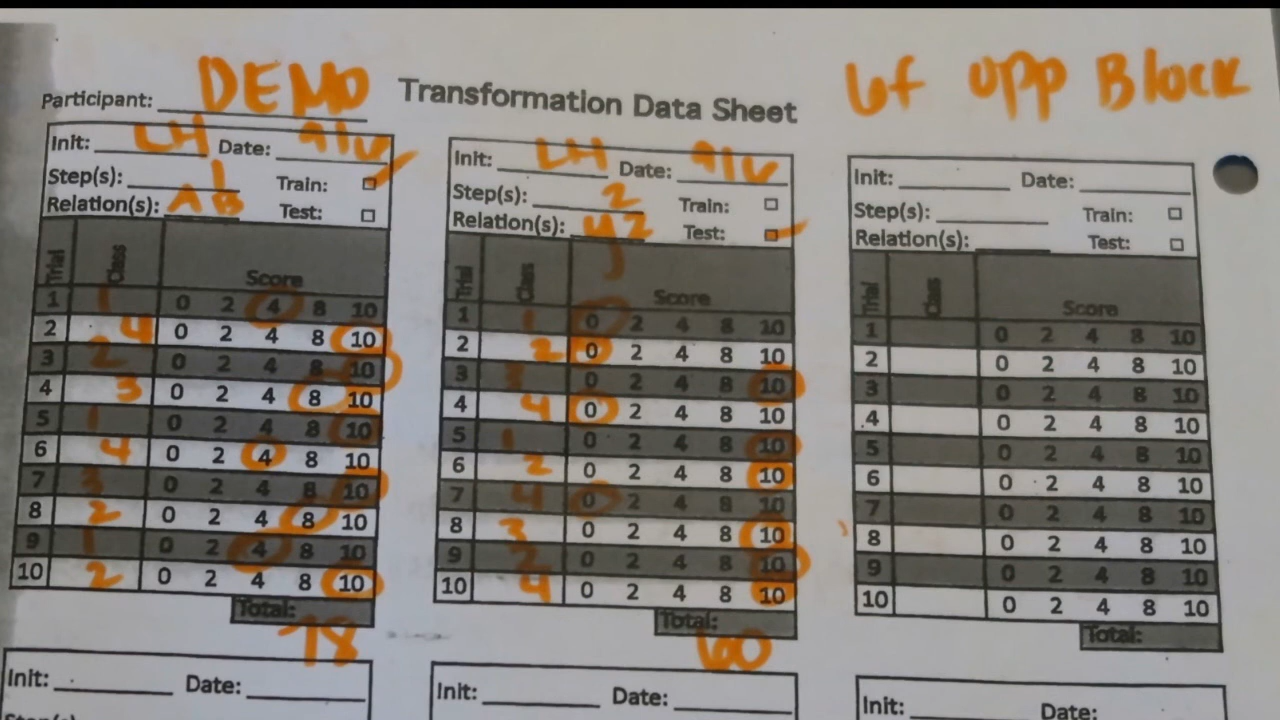 DEMO
6f opp Block
Participant: Transformation Data Sheet
Init: LH Date: 9/6
Step(s): 1 Train:
Relation(s): AB Test:
Trial Class Score
1 1 0 2 4 8 10
2 4 0 2 4 8 10
3 2 0 2 4 8 10
4 3 0 2 4 8 10
5 1 0 2 4 8 10
6 4 0 2 4 8 10
7 3 0 2 4 8 10
8 2 0 2 4 8 10
9 1 0 2 4 8 10
10 2 0 2 4 8 10
Total: 78
Init: LH Date: 9/6
Step(s): 2 Train:
Relation(s): YZ Test:
Trial Class Score
1 1 0 2 4 8 10
2 2 0 2 4 8 10
3 0 2 4 8 10
4 4 0 2 4 8 10
5 1 0 2 4 8 10
6 2 0 2 4 8 10
7 4 0 2 4 8 10
8 3 0 2 4 8 10
9 2 0 2 4 8 10
10 4 0 2 4 8 10
Total: 60
Init: Date:
Step(s): Train:
Relation(s): Test:
Trial Class Score
1 0 2 4 8 10
2 0 2 4 8 10
3 0 2 4 8 10
4 0 2 4 8 10
5 0 2 4 8 10
6 0 2 4 8 10
7 0 2 4 8 10
8 0 2 4 8 10
9 0 2 4 8 10
10 0 2 4 8 10
Total:
Init: Date:
Init: Date:
Init: Date: